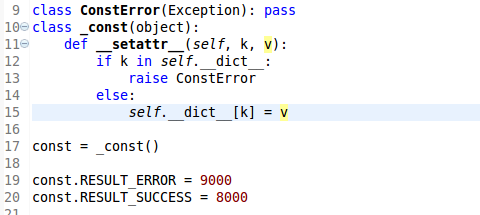 9 class ConstError(Exception): pass
10 class _const(object):
11     def __setattr__(self, k, v):
12         if k in self.__dict__:
13             raise ConstError
14         else:
15             self.__dict__[k] = v
16
17 const = _const()
18
19 const.RESULT_ERROR = 9000
20 const.RESULT_SUCCESS = 8000
21